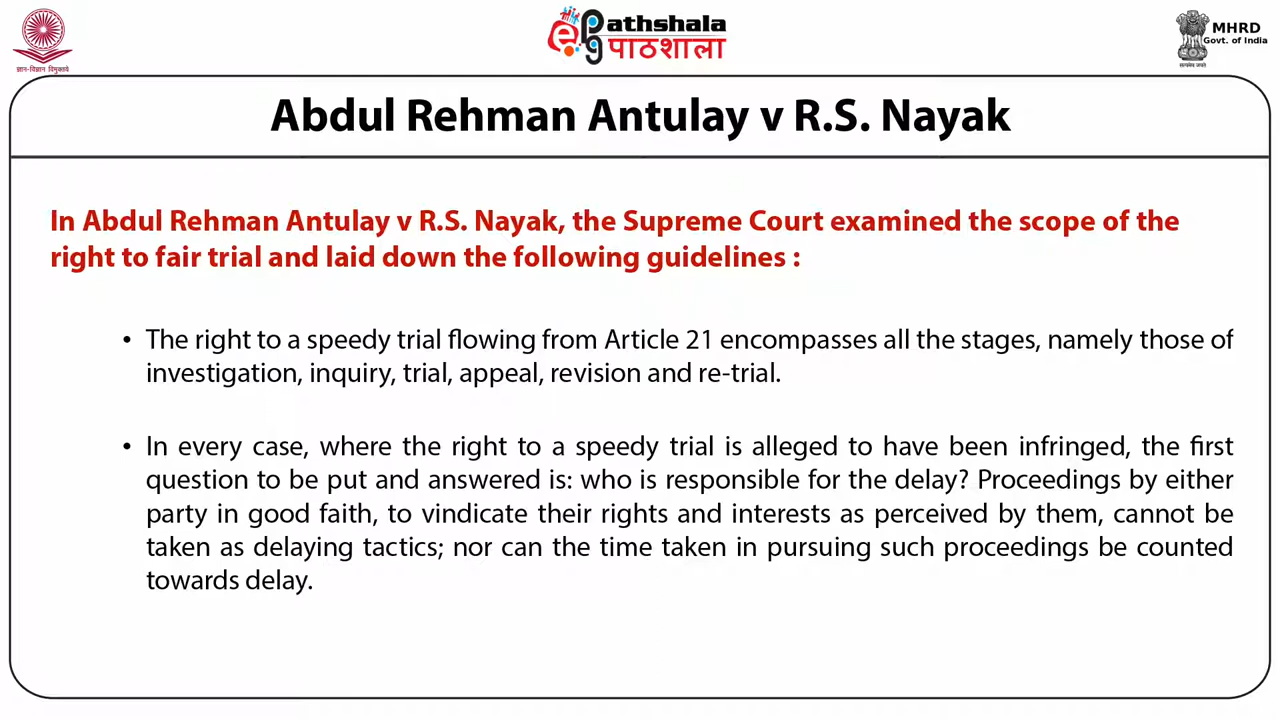 ज्ञान-विज्ञान विमुक्तये
ePathshala
पाठशाला
MHRD
Govt. of India
सत्यमेव जयते
Abdul Rehman Antulay v R.S. Nayak
In Abdul Rehman Antulay v R.S. Nayak, the Supreme Court examined the scope of the
right to fair trial and laid down the following guidelines :
• The right to a speedy trial flowing from Article 21 encompasses all the stages, namely those of
investigation, inquiry, trial, appeal, revision and re-trial.
• In every case, where the right to a speedy trial is alleged to have been infringed, the first
question to be put and answered is: who is responsible for the delay? Proceedings by either
party in good faith, to vindicate their rights and interests as perceived by them, cannot be
taken as delaying tactics; nor can the time taken in pursuing such proceedings be counted
towards delay.